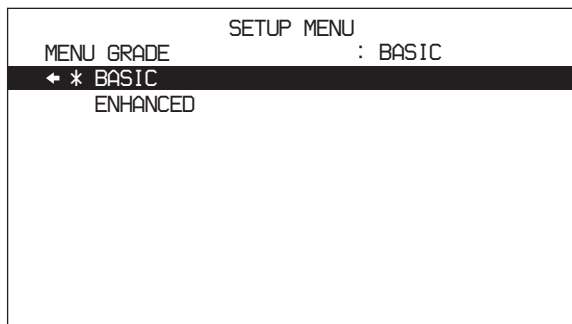 SETUP MENU
MENU GRADE : BASIC
← * BASIC
ENHANCED